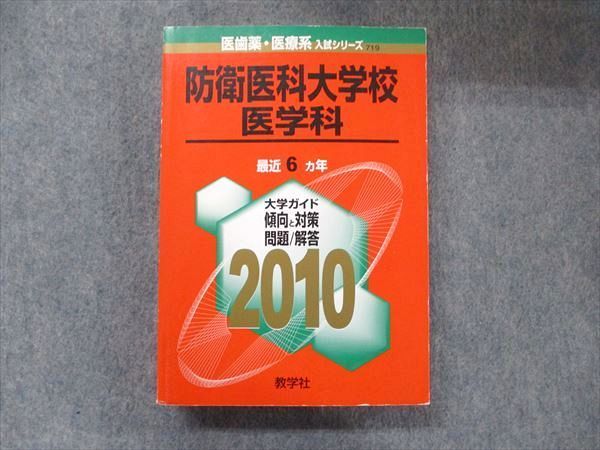 医歯薬・医療系 入試シリーズ 719
防衛医科大学校
医学科
最近 6 カ年
大学ガイド
傾向と対策
問題/解答
2010
教学社